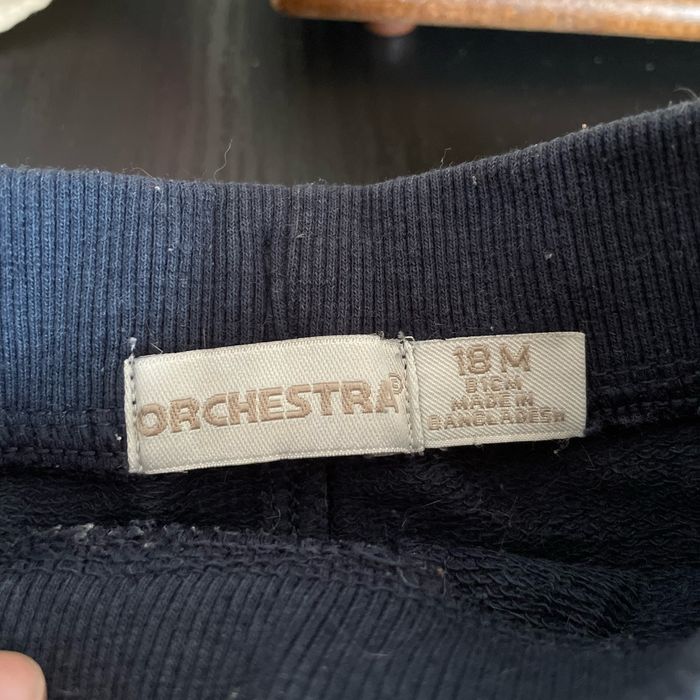 ORCHESTRA®
18 M
81CM
MADE IN
BANGLADESH